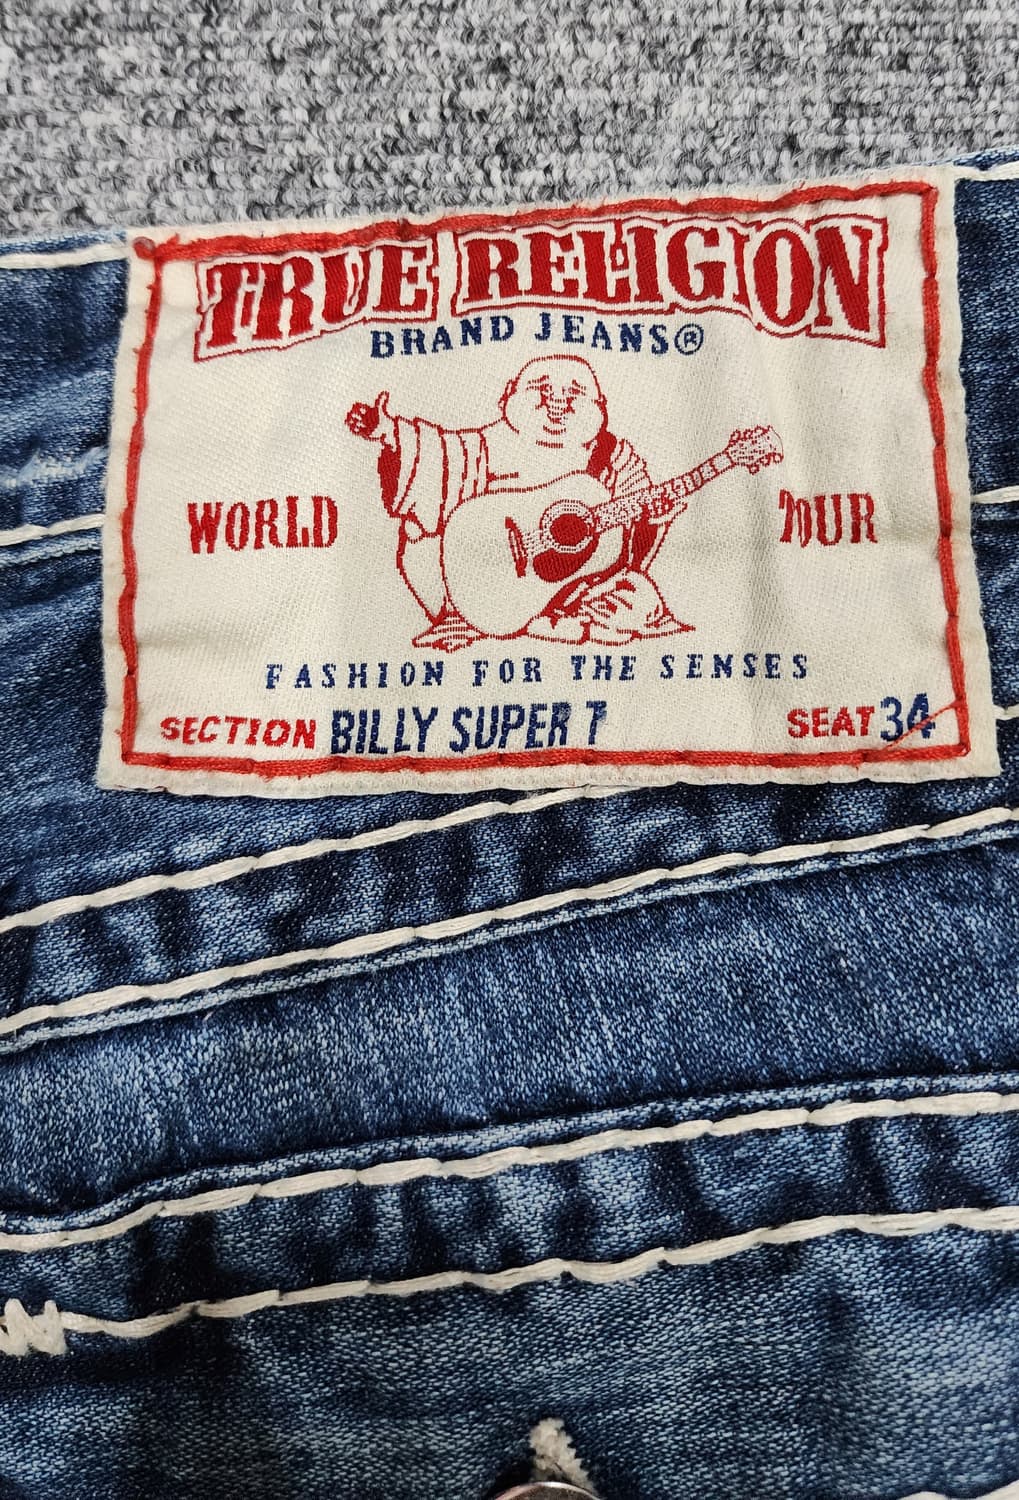 TRUE RELIGION
BRAND JEANS®
WORLD TOUR
FASHION FOR THE SENSES
SECTION BILLY SUPER T SEAT 34